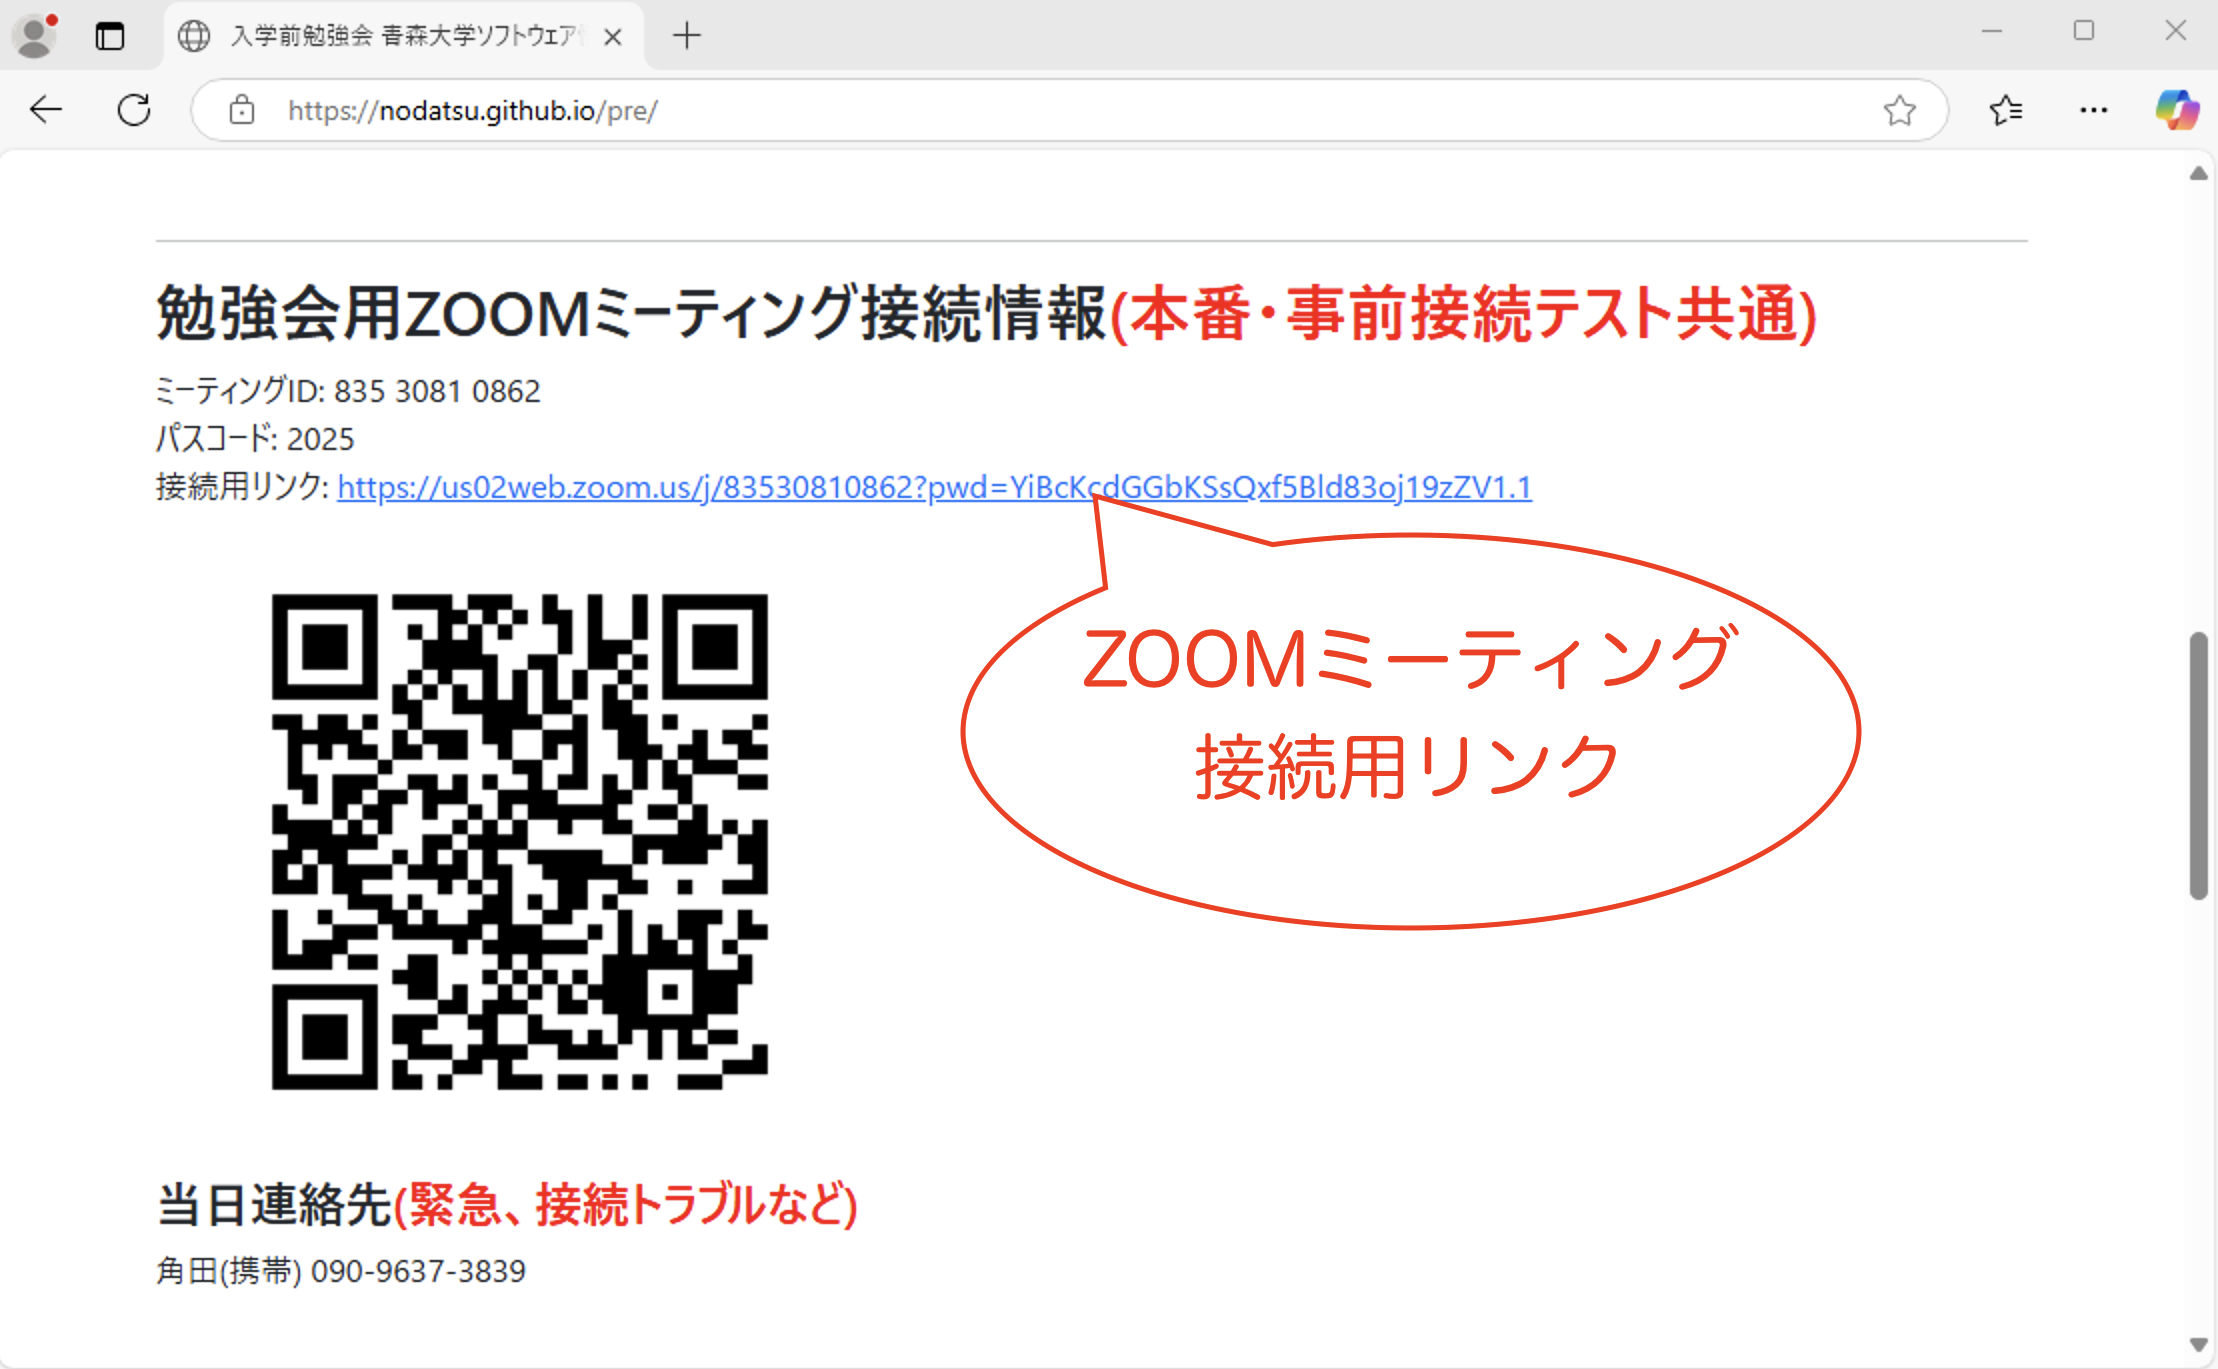 入学前勉強会 青森大学ソフトウェア
https://nodatsu.github.io/pre/
勉強会用ZOOMミーティング接続情報(本番・事前接続テスト共通)
ミーティングID: 835 3081 0862
パスコード: 2025
接続用リンク: https://us02web.zoom.us/j/83530810862?pwd=YiBcKcdGGbKSsQxf5Bld83oj19zZV1.1
ZOOMミーティング
接続用リンク
当日連絡先(緊急、接続トラブルなど)
角田(携帯) 090-9637-3839